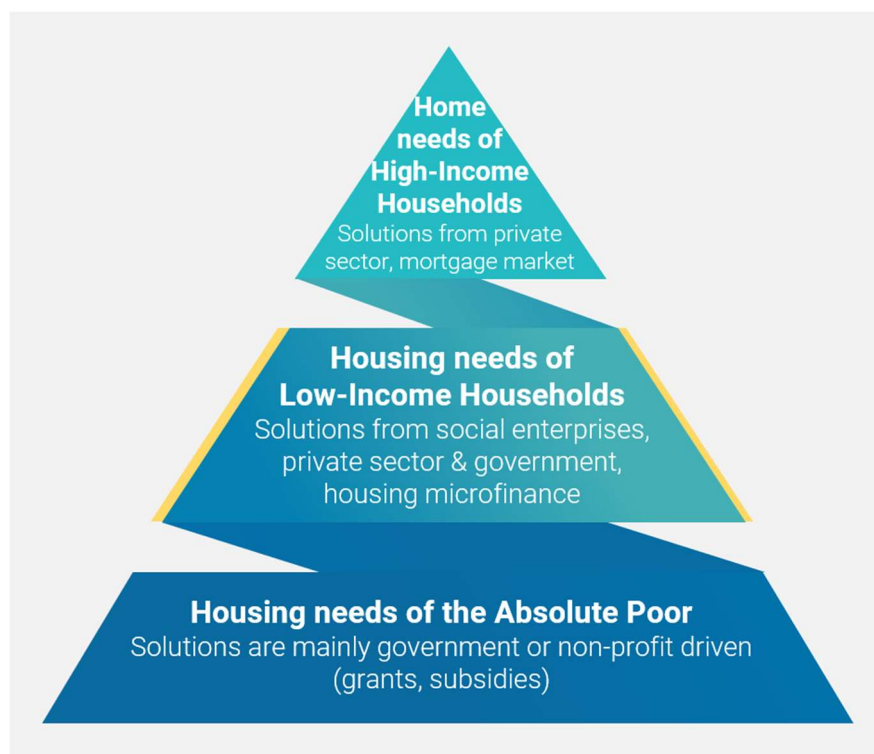 Home
needs of
High-Income
Households
Solutions from private
sector, mortgage market
Housing needs of
Low-Income Households
Solutions from social enterprises,
private sector & government,
housing microfinance
Housing needs of the Absolute Poor
Solutions are mainly government or non-profit driven
(grants, subsidies)